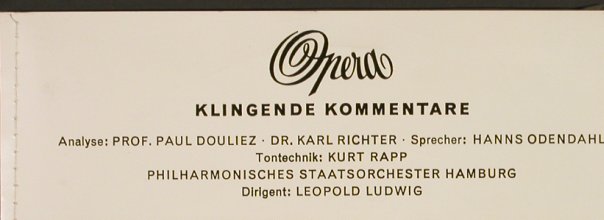 Opera
KLINGENDE KOMMENTARE
Analyse: PROF. PAUL DOULIEZ · DR. KARL RICHTER · Sprecher: HANNS ODENDAHL
Tontechnik: KURT RAPP
PHILHARMONISCHES STAATSORCHESTER HAMBURG
Dirigent: LEOPOLD LUDWIG